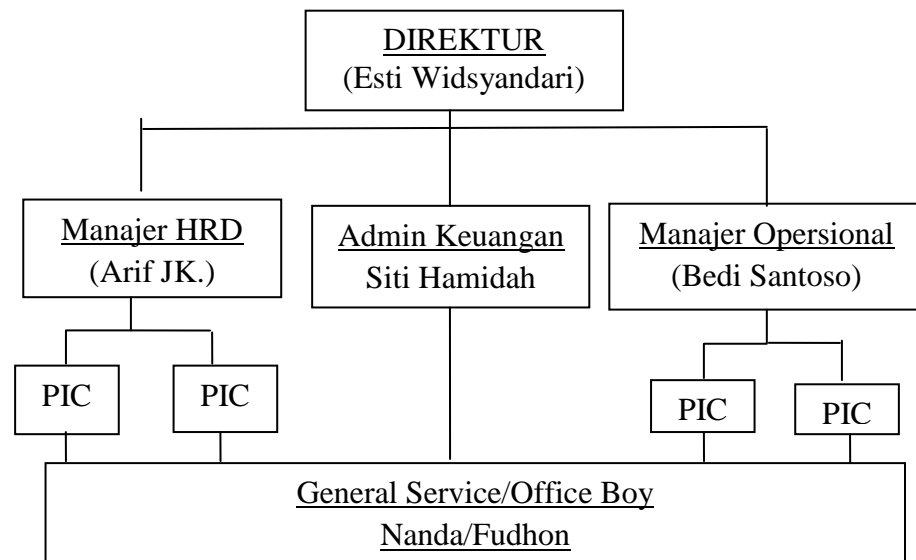 DIREKTUR
(Esti Widsyandari)
Manajer HRD
(Arif JK.)
Admin Keuangan
Siti Hamidah
Manajer Opersional
(Bedi Santoso)
PIC
PIC
PIC
PIC
General Service/Office Boy
Nanda/Fudhon